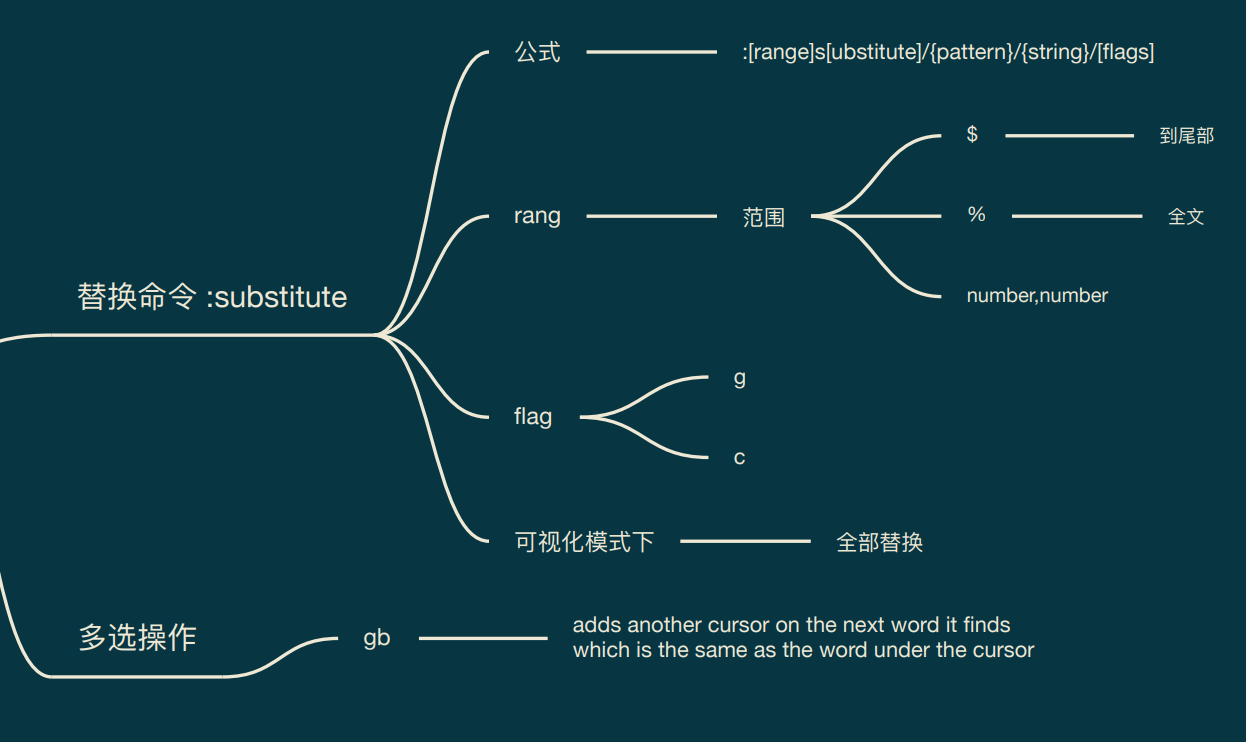 公式
:[range]s[ubstitute]/{pattern}/{string}/[flags]
$
到尾部
rang
范围
%
全文
number,number
替换命令 :substitute
g
flag
c
可视化模式下
全部替换
多选操作
gb
adds another cursor on the next word it finds
which is the same as the word under the cursor